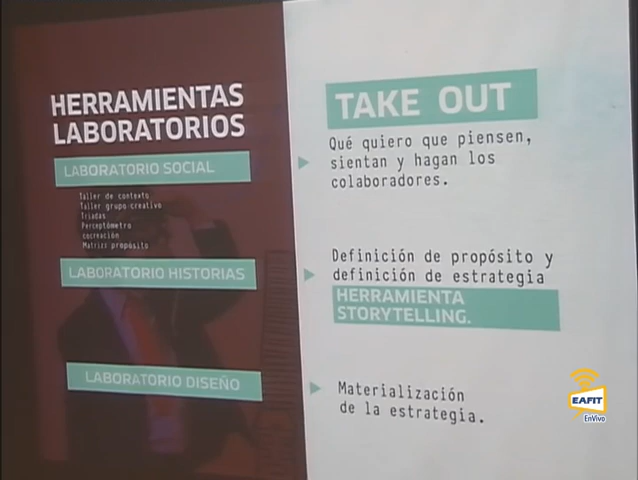 HERRAMIENTAS
LABORATORIOS
LABORATORIO SOCIAL
Taller de contexto
Taller grupo creativo
Triadas
Perceptómetro
cocreación
Matriz propósito
LABORATORIO HISTORIAS
LABORATORIO DISEÑO
TAKE OUT
Qué quiero que piensen,
sientan y hagan los
colaboradores.
Definición de propósito y
definición de estrategia
HERRAMIENTA
STORYTELLING.
Materialización
de la estrategia.
EAFIT
EnVivo